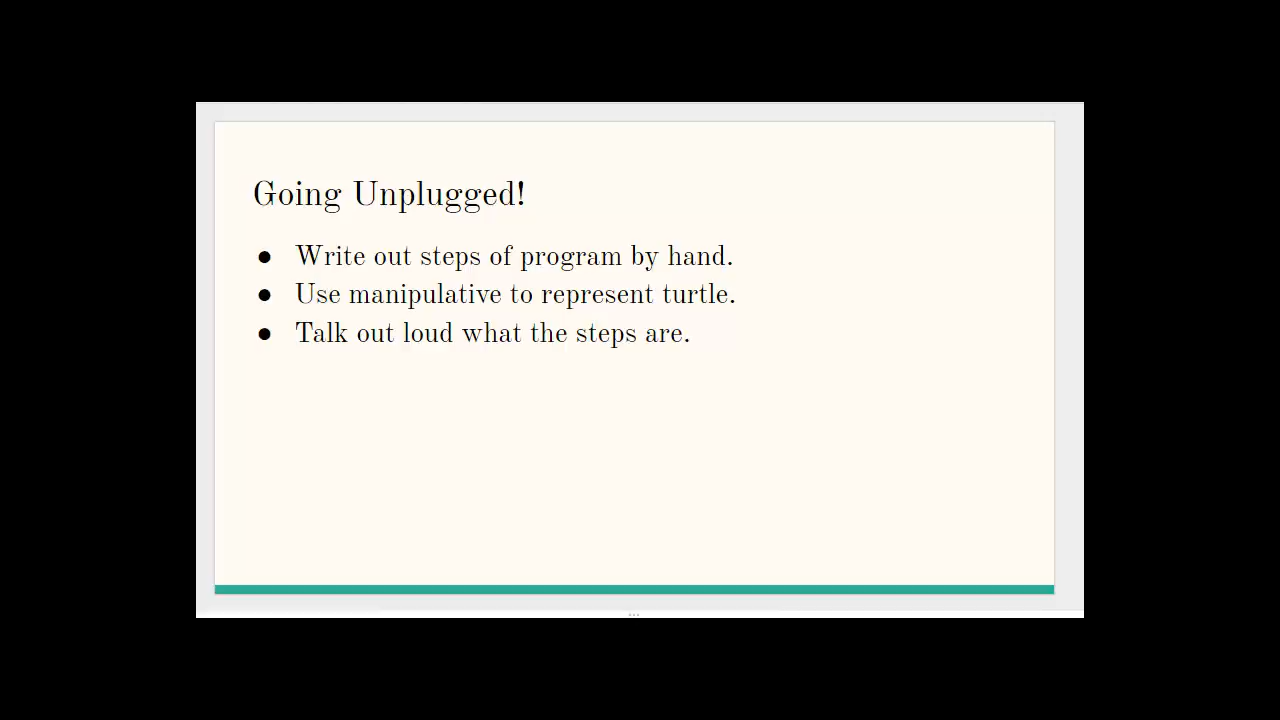 Going Unplugged!
● Write out steps of program by hand.
● Use manipulative to represent turtle.
● Talk out loud what the steps are.